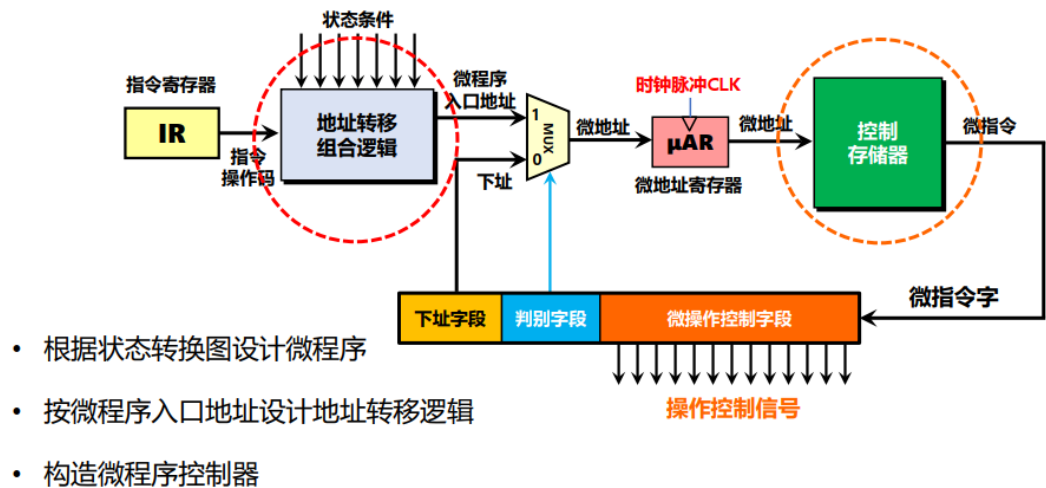 状态条件
指令寄存器
IR
指令
操作码
地址转移
组合逻辑
微程序
入口地址
下址
1
MUX
0
微地址
时钟脉冲CLK
μAR
微地址寄存器
微地址
控制
存储器
微指令
微指令字
下址字段
判别字段
微操作控制字段
操作控制信号
• 根据状态转换图设计微程序
• 按微程序入口地址设计地址转移逻辑
• 构造微程序控制器